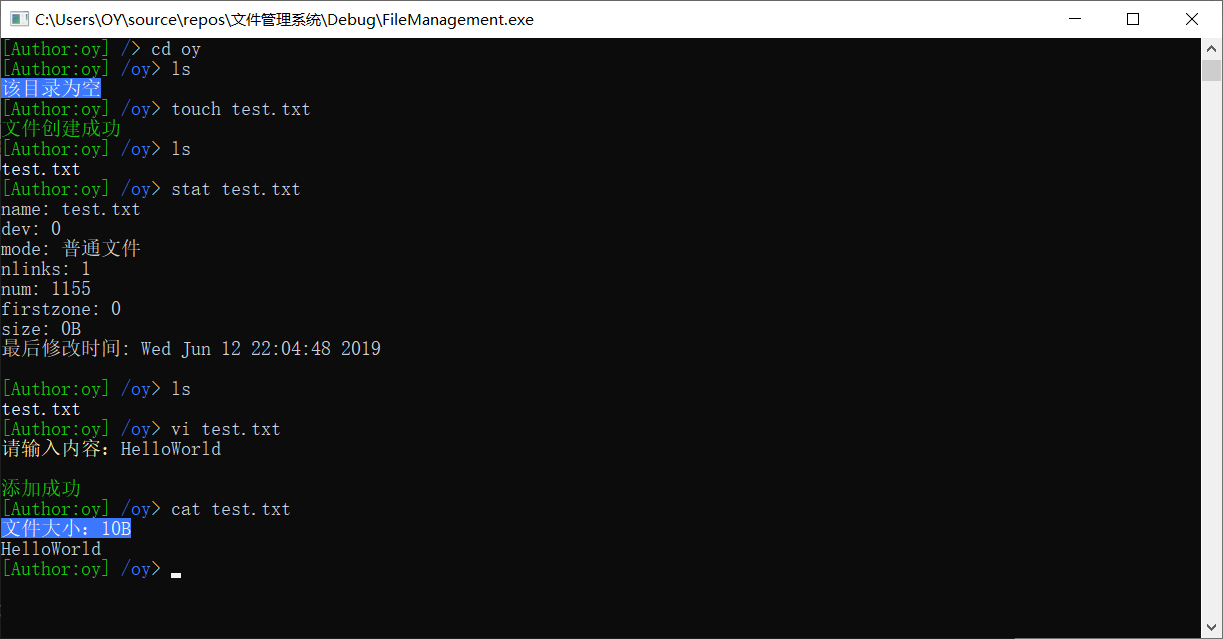 C:\Users\OY\source\repos\文件管理系统\Debug\FileManagement.exe
[Author:oy] /> cd oy
[Author:oy] /oy> ls
该目录为空
[Author:oy] /oy> touch test.txt
文件创建成功
[Author:oy] /oy> ls
test.txt
[Author:oy] /oy> stat test.txt
name: test.txt
dev: 0
mode: 普通文件
nlinks: 1
num: 1155
firstzone: 0
size: 0B
最后修改时间: Wed Jun 12 22:04:48 2019
[Author:oy] /oy> ls
test.txt
[Author:oy] /oy> vi test.txt
请输入内容：HelloWorld
添加成功
[Author:oy] /oy> cat test.txt
文件大小：10B
HelloWorld
[Author:oy] /oy>